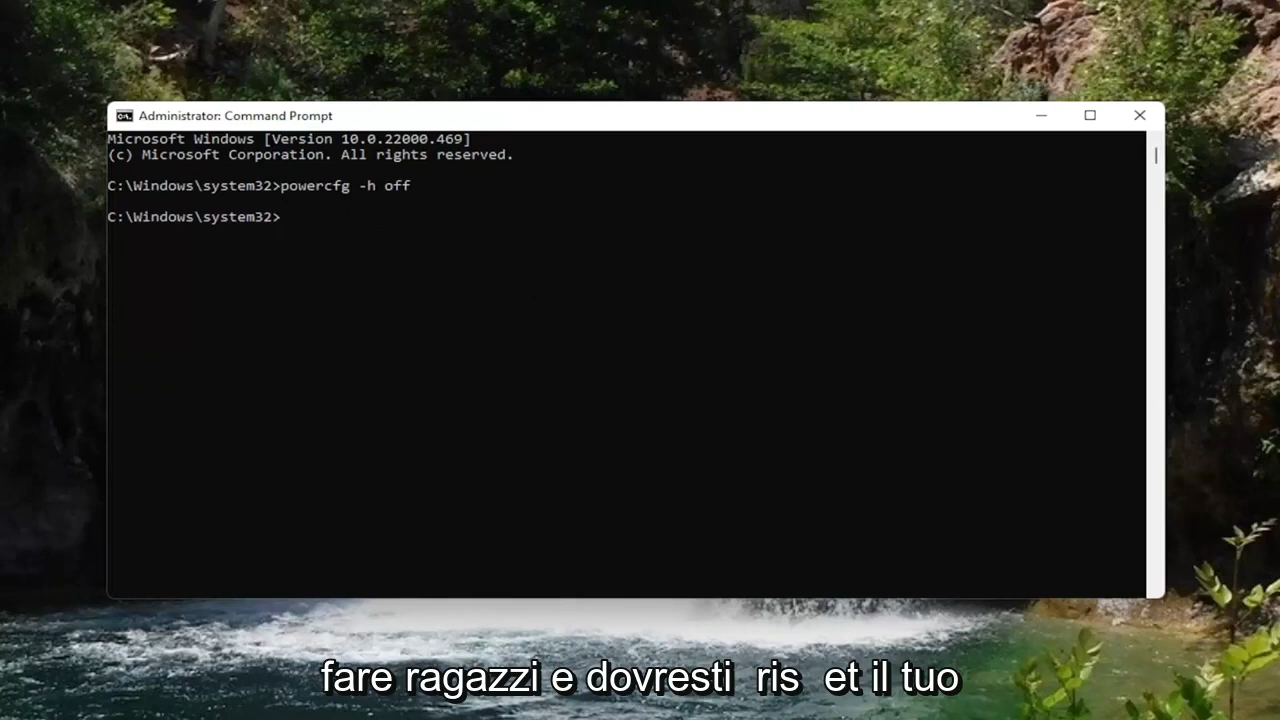 Administrator: Command Prompt
Microsoft Windows [Version 10.0.22000.469]
(c) Microsoft Corporation. All rights reserved.
C:\Windows\system32>powercfg -h off
C:\Windows\system32>
fare ragazzi e dovresti ris et il tuo